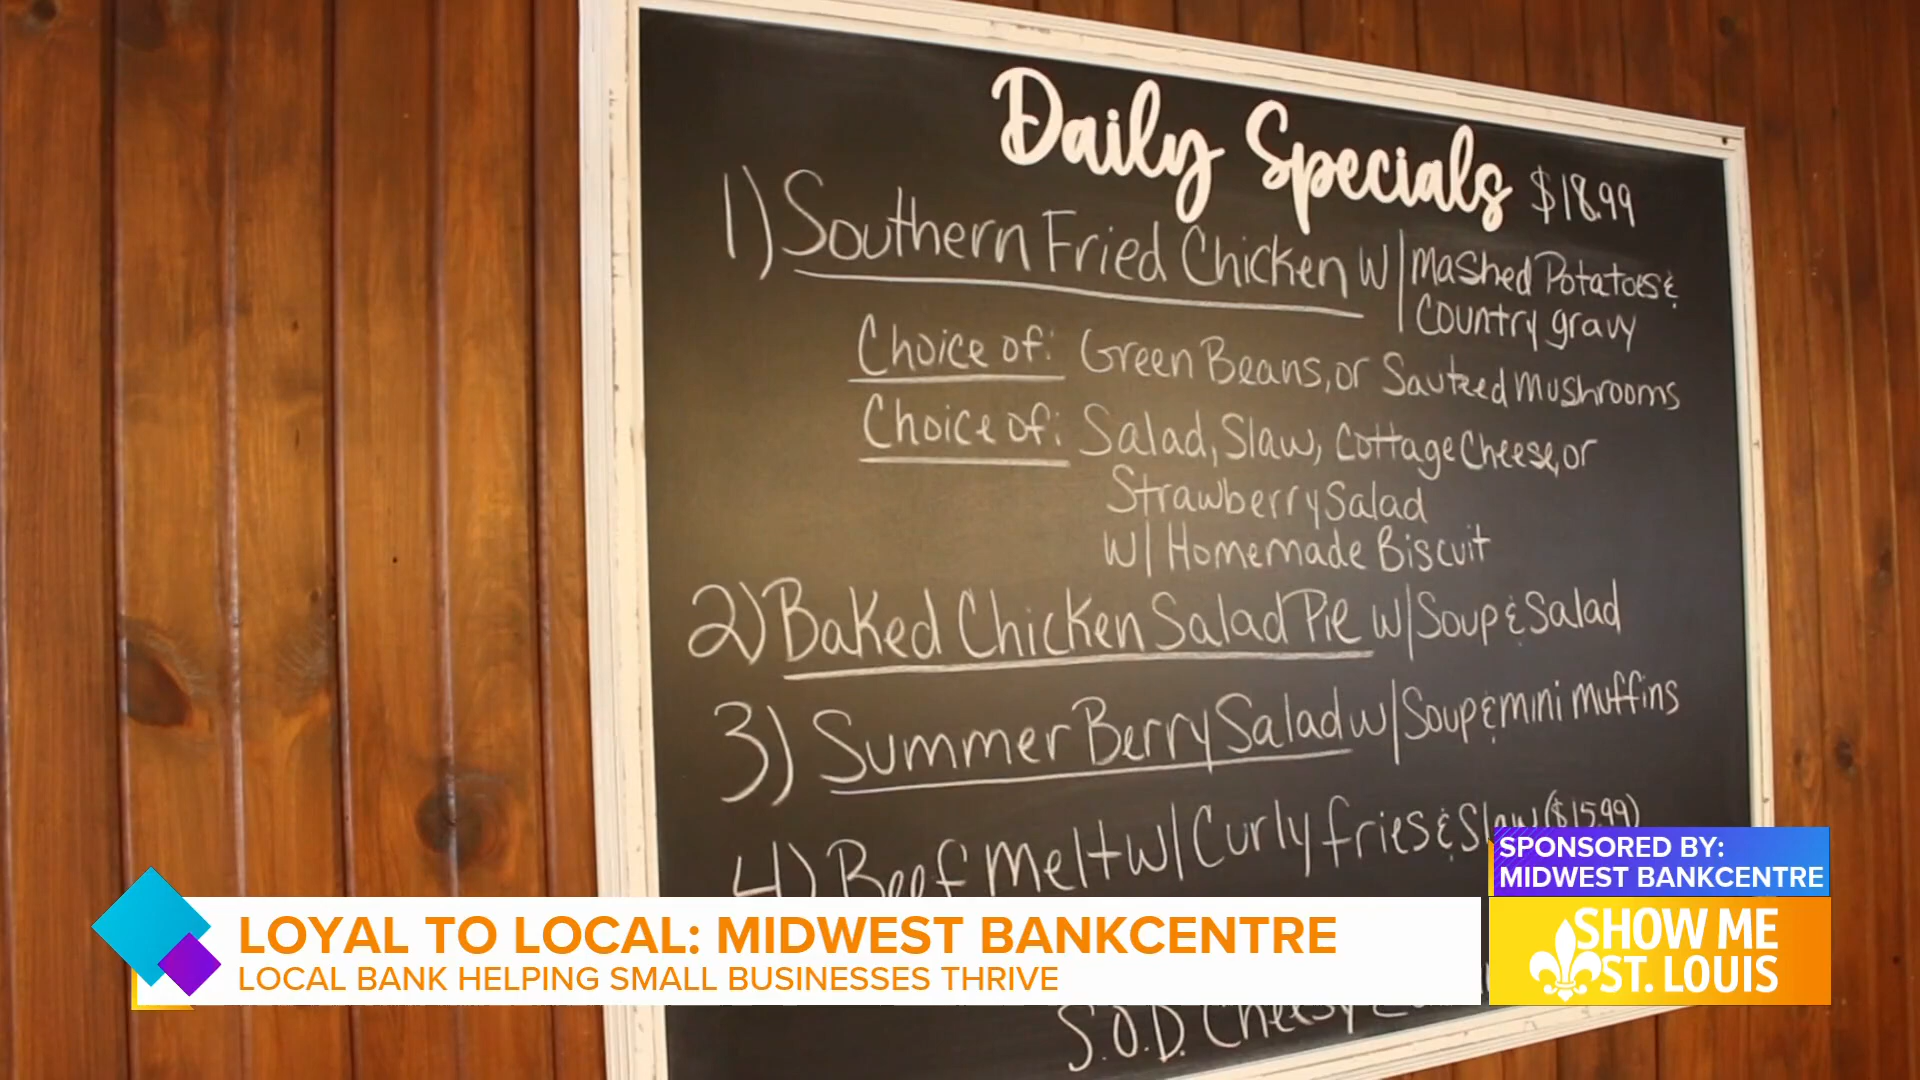 Daily Specials $18.99
1) Southern Fried Chicken W/ Mashed Potatoes &
Country gravy
Choice of: Green Beans, or Sauteed Mushrooms
Choice of: Salad, Slaw, Cottage Cheese, or
Strawberry Salad
W/ Homemade Biscuit
2) Baked Chicken Salad Pie W/ Soup & Salad
3) Summer Berry Salad w/ Soup & mini muffins
4) Beef Melt w/ Curly fries & Slaw ($15.99)
SPONSORED BY:
MIDWEST BANKCENTRE
LOYAL TO LOCAL: MIDWEST BANKCENTRE
LOCAL BANK HELPING SMALL BUSINESSES THRIVE
SHOW ME
ST. LOUIS
S.O.D. Cheesy